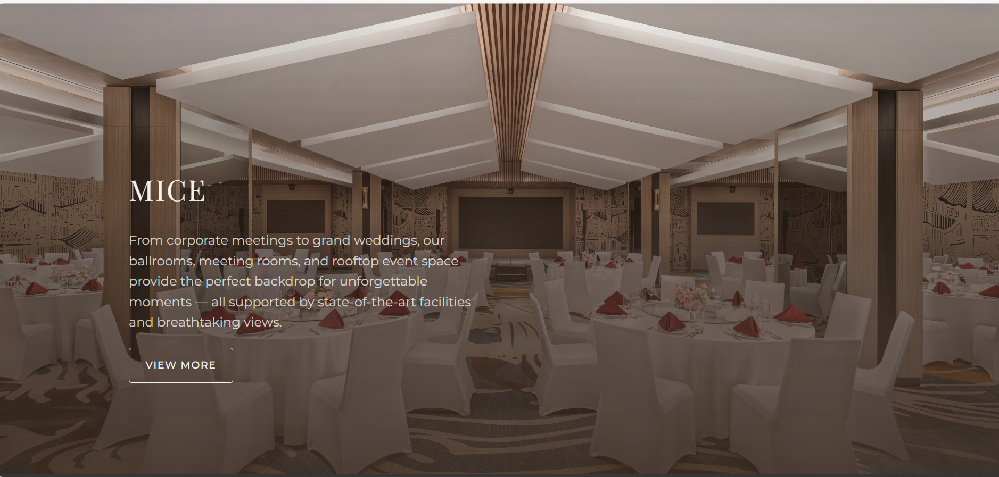 MICE
From corporate meetings to grand weddings, our
ballrooms, meeting rooms, and rooftop event space
provide the perfect backdrop for unforgettable
moments — all supported by state-of-the-art facilities
and breathtaking views.
VIEW MORE